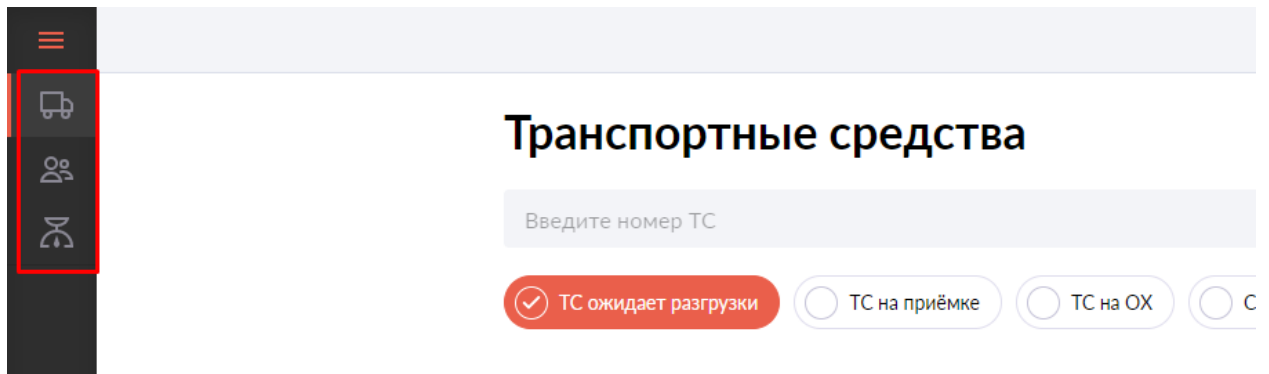 Транспортные средства
Введите номер ТС
ТС ожидает разгрузки ТС на приёмке ТС на ОХ